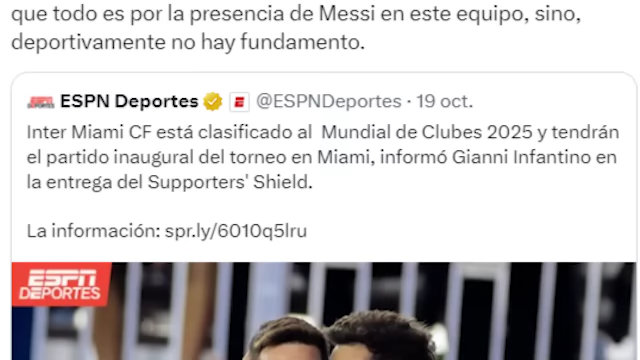 que todo es por la presencia de Messi en este equipo, sino,
deportivamente no hay fundamento.
ESPN DEPORTES ESPN Deportes E @ESPNDeportes · 19 oct.
Inter Miami CF está clasificado al Mundial de Clubes 2025 y tendrán
el partido inaugural del torneo en Miami, informó Gianni Infantino en
la entrega del Supporters' Shield.
La información: spr.ly/6010q5lru
ESPN
DEPORTES